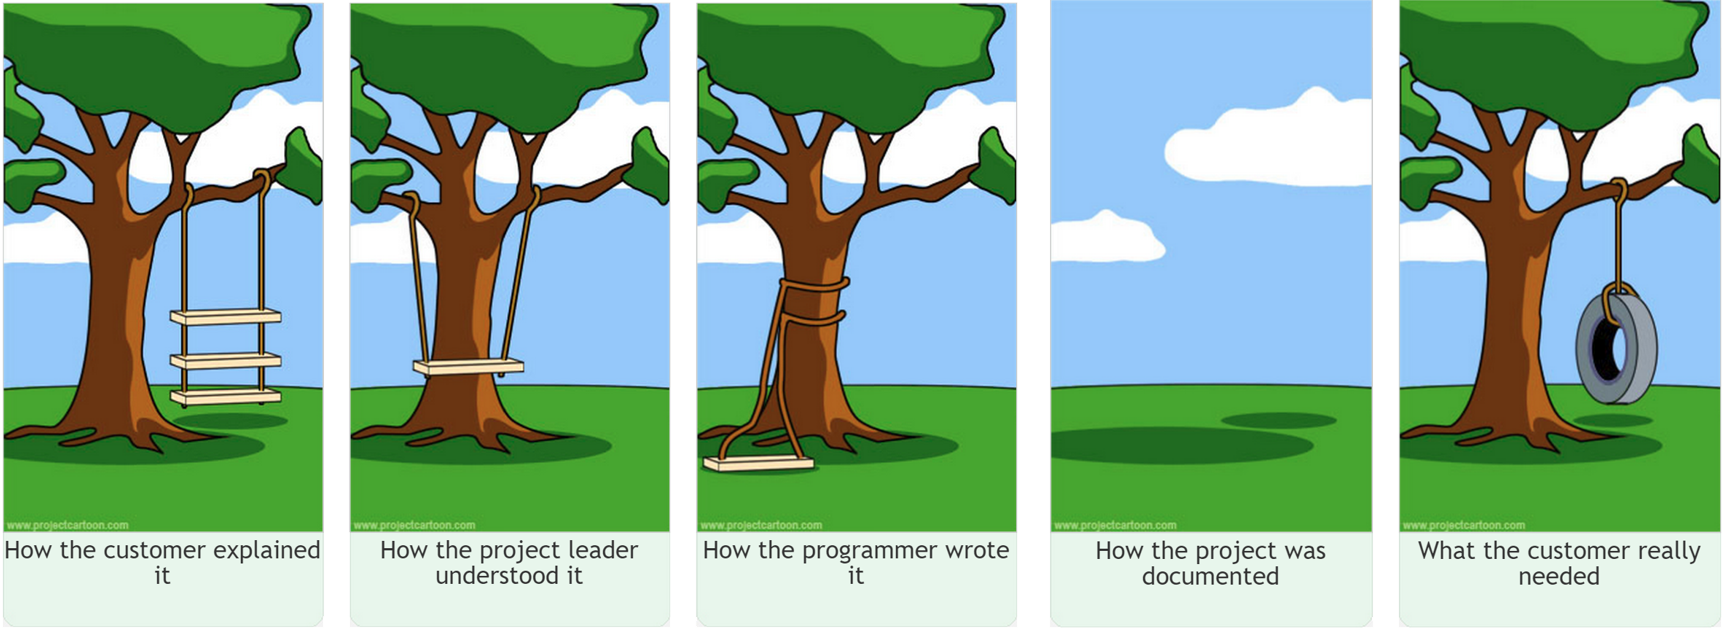 www.projectcartoon.com
How the customer explained
it
www.projectcartoon.com
How the project leader
understood it
www.projectcartoon.com
How the programmer wrote
it
www.projectcartoon.com
How the project was
documented
www.projectcartoon.com
What the customer really
needed